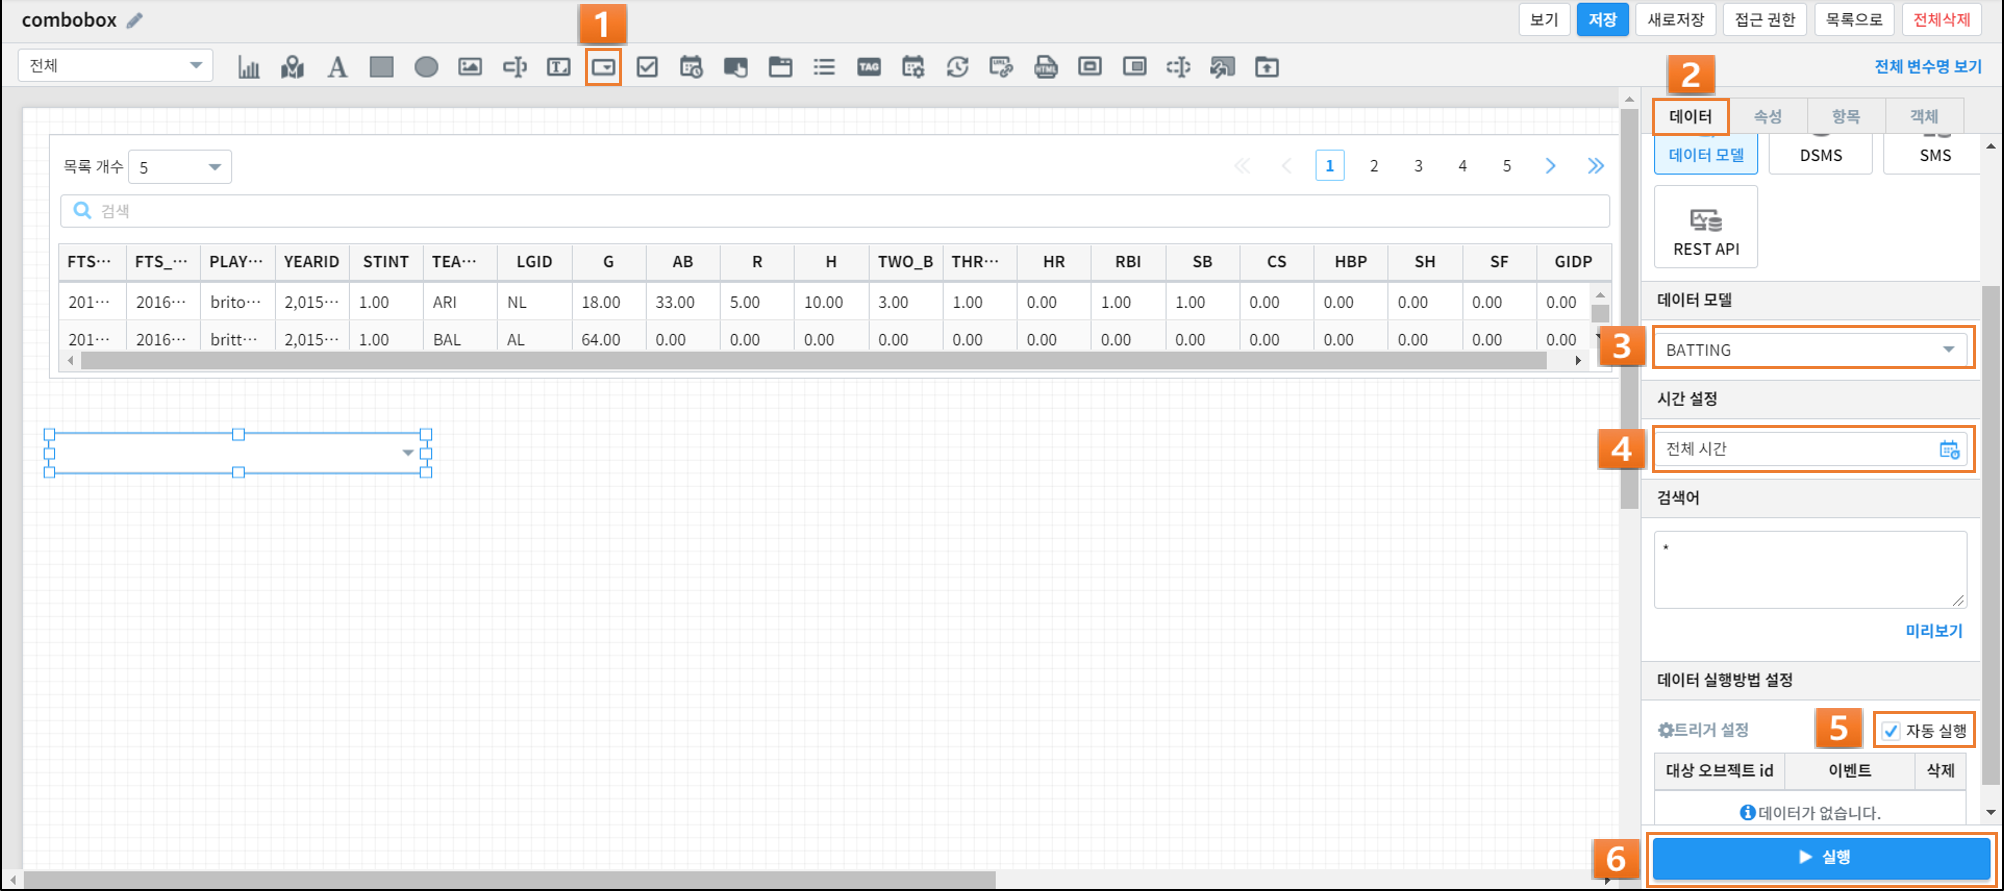 combobox
1
보기
저장
새로저장
접근 권한
목록으로
전체삭제
전체
A
T
TAG
URL
HTML
2
전체 변수명 보기
데이터
속성
항목
객체
목록 개수
5
1
2
3
4
5
데이터 모델
DSMS
SMS
검색
REST API
FTS··· FTS_··· PLAY··· YEARID STINT TEA··· LGID G AB R H TWO_B THR··· HR RBI SB CS HBP SH SF GIDP
201··· 2016··· brito··· 2,015··· 1.00 ARI NL 18.00 33.00 5.00 10.00 3.00 1.00 0.00 1.00 1.00 0.00 0.00 0.00 0.00 0.00
201··· 2016··· britt··· 2,015··· 1.00 BAL AL 64.00 0.00 0.00 0.00 0.00 0.00 0.00 0.00 0.00 0.00 0.00 0.00 0.00 0.00
데이터 모델
3
BATTING
시간 설정
4
전체 시간
검색어
*
미리보기
데이터 실행방법 설정
트리거 설정
5
자동 실행
대상 오브젝트 id
이벤트
삭제
데이터가 없습니다.
6
실행